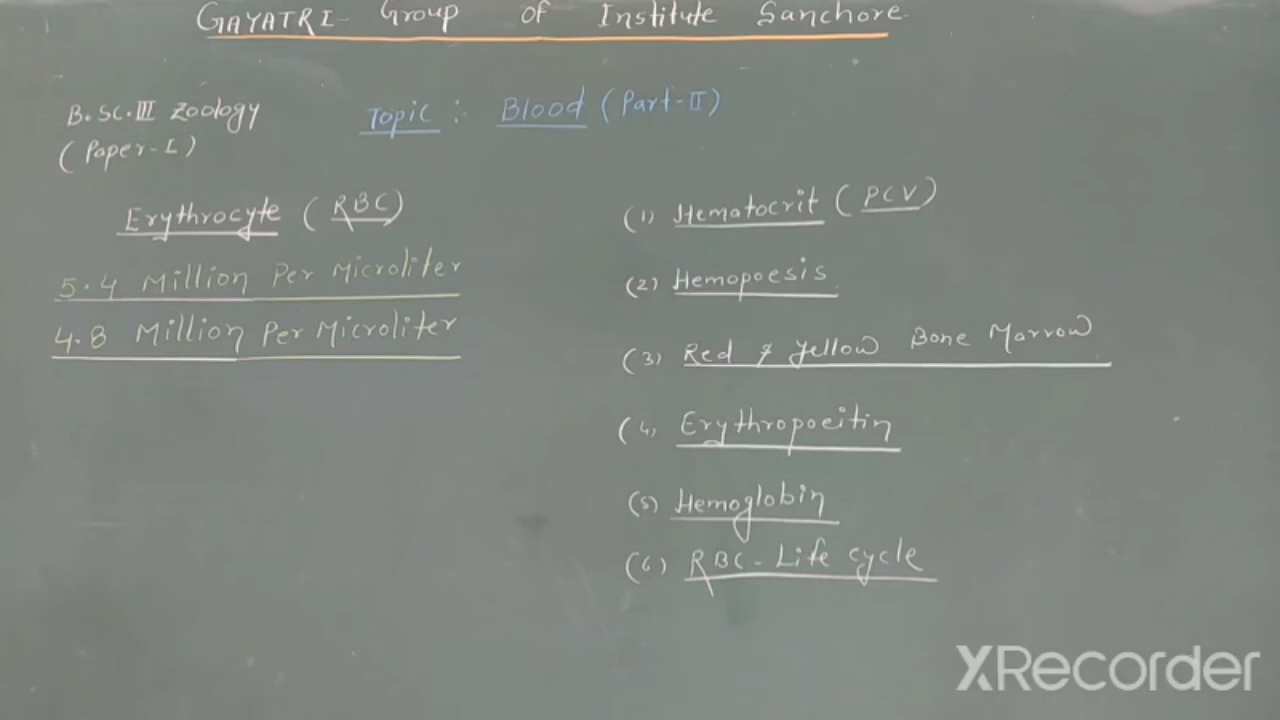 GAYATRI- Group of Institute Sanchore.
B.SC.III Zoology
(Paper-I)
Topic : Blood (Part-II)
Erythrocyte (RBC)
5.4 Million Per Microliter
4.8 Million Per Microliter
(1) Hematocrit (PCV)
(2) Hemopoesis
(3) Red & Yellow Bone Marrow
(4) Erythropoeitin
(5) Hemoglobin
(6) RBC - Life cycle
XRecorder